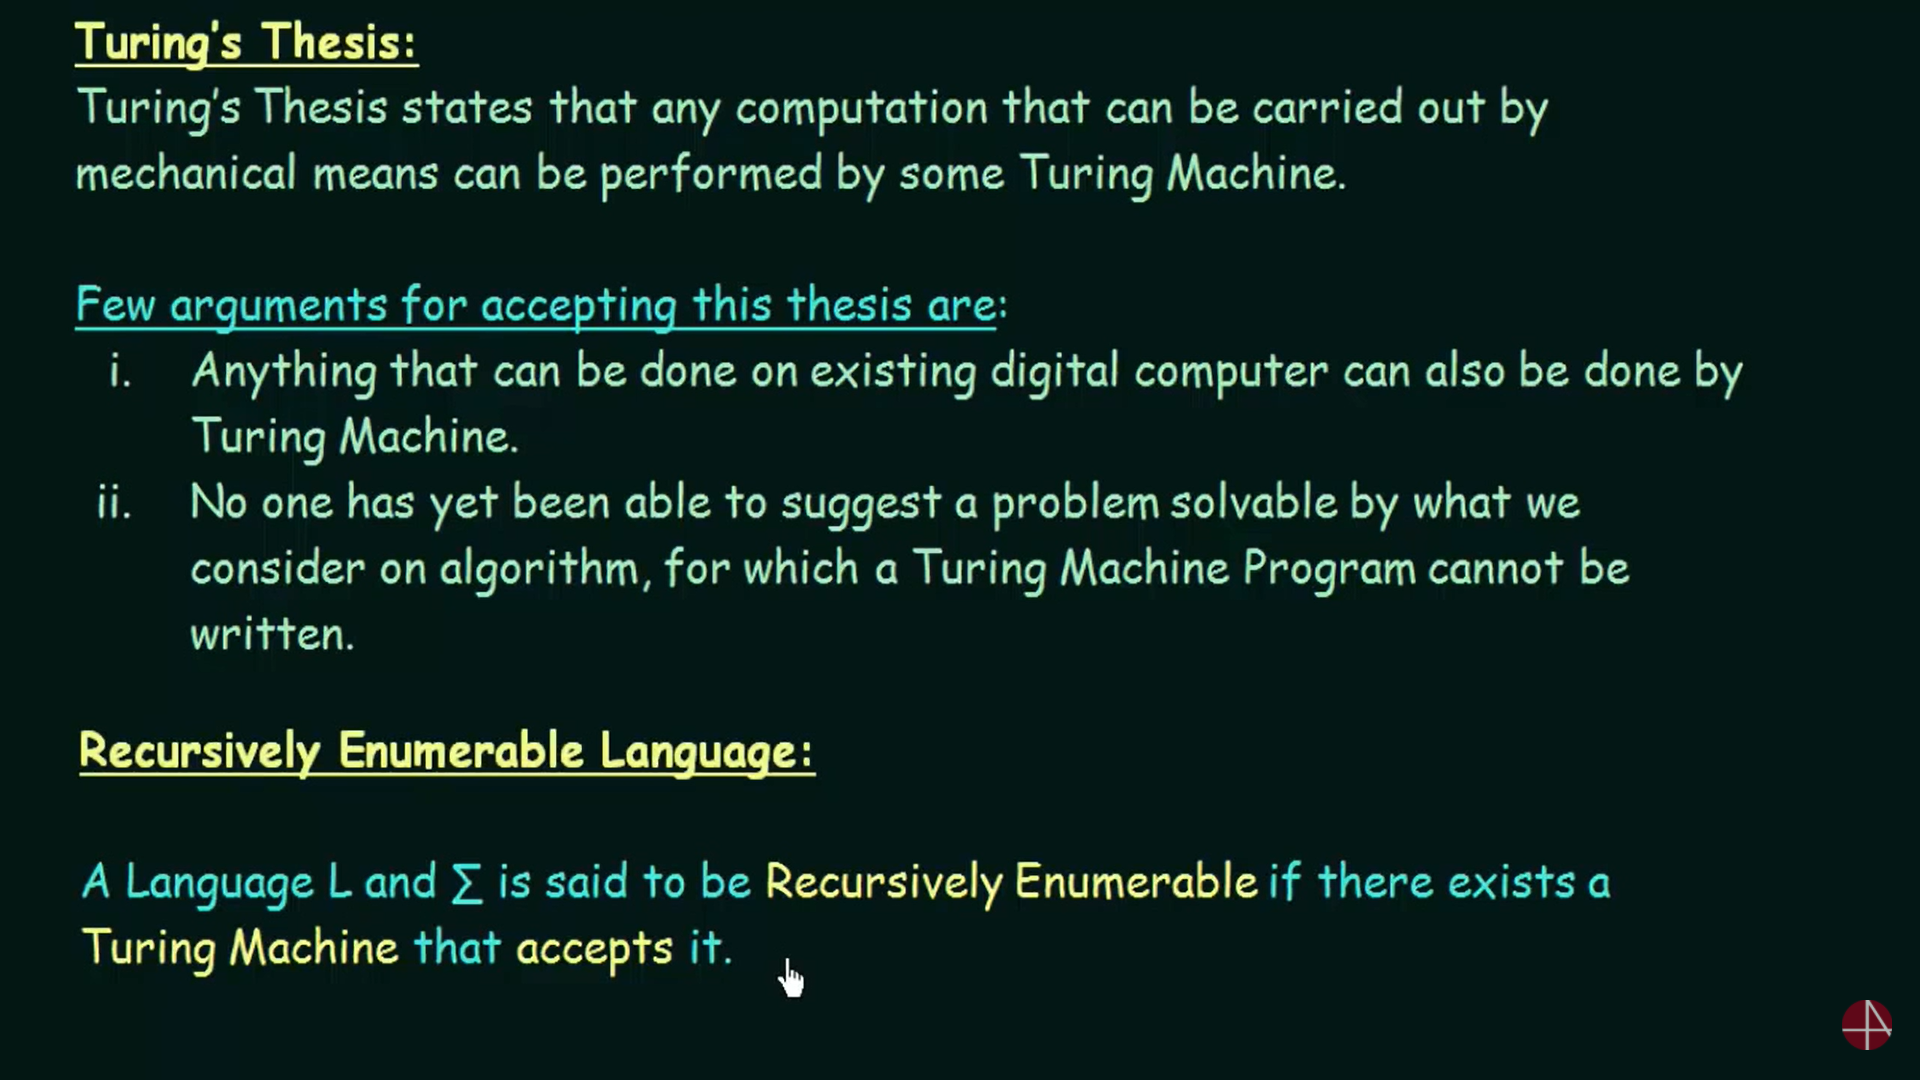 Turing's Thesis:
Turing's Thesis states that any computation that can be carried out by
mechanical means can be performed by some Turing Machine.
Few arguments for accepting this thesis are:
i. Anything that can be done on existing digital computer can also be done by
Turing Machine.
ii. No one has yet been able to suggest a problem solvable by what we
consider on algorithm, for which a Turing Machine Program cannot be
written.
Recursively Enumerable Language:
A Language L and ∑ is said to be Recursively Enumerable if there exists a
Turing Machine that accepts it.